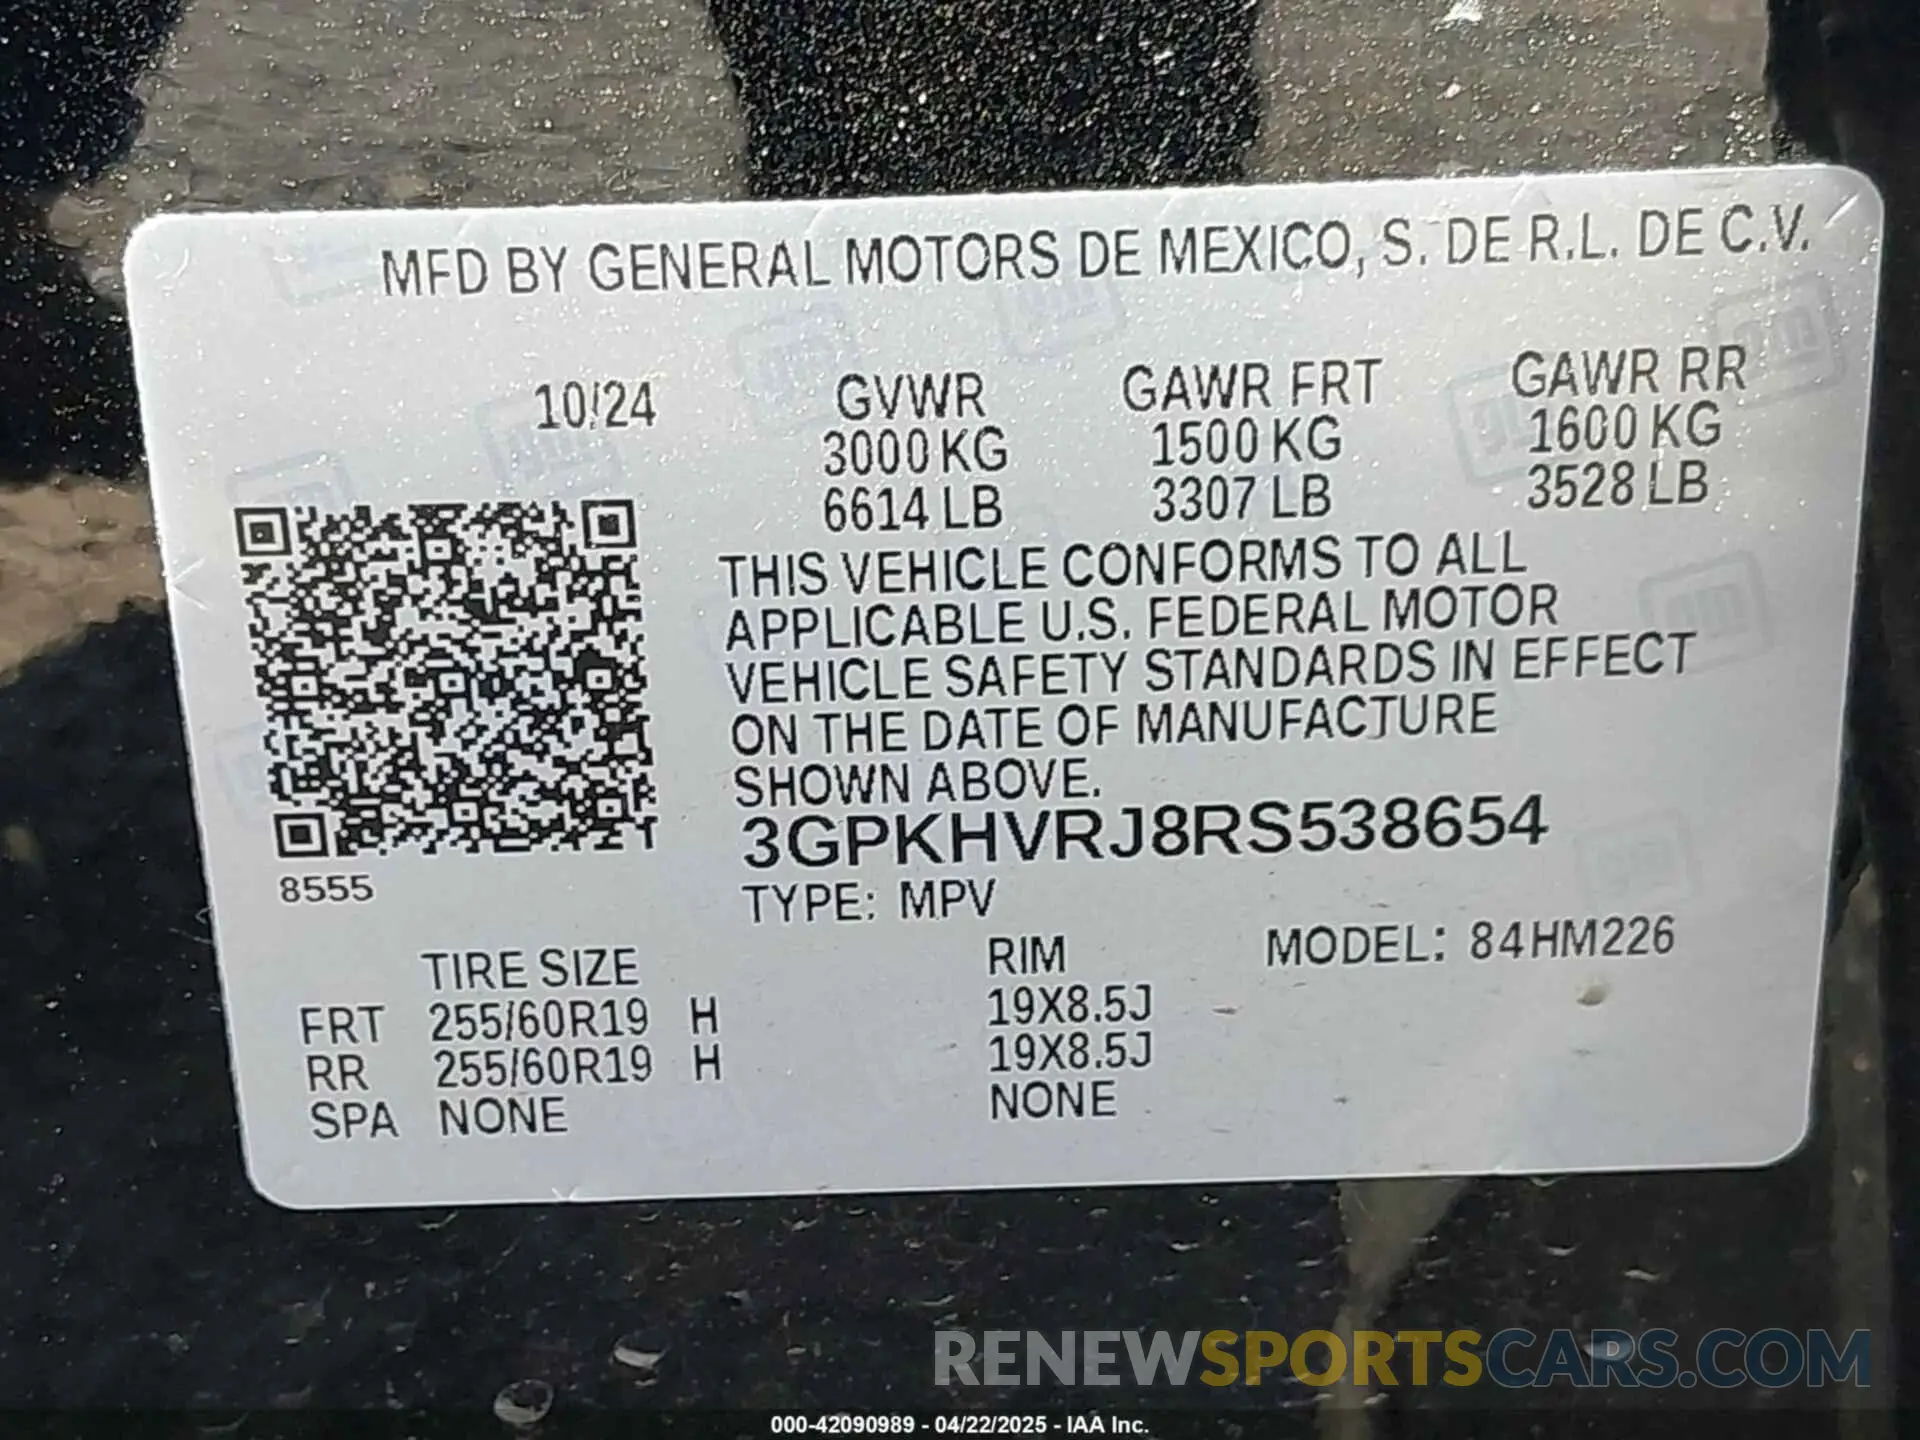 MFD BY GENERAL MOTORS DE MEXICO, S. DE R.L. DE C.V.
10/24 GVWR GAWR FRT GAWR RR
3000 KG 1500 KG 1600 KG
6614 LB 3307 LB 3528 LB
THIS VEHICLE CONFORMS TO ALL
APPLICABLE U.S. FEDERAL MOTOR
VEHICLE SAFETY STANDARDS IN EFFECT
ON THE DATE OF MANUFACTURE
SHOWN ABOVE.
3GPKHVRJ8RS538654
8555
TYPE: MPV
TIRE SIZE RIM MODEL: 84HM226
FRT 255/60R19 H 19X8.5J
RR 255/60R19 H 19X8.5J
SPA NONE NONE
RENEWSPORTSCARS.COM
000-42090989 - 04/22/2025 - IAA Inc.